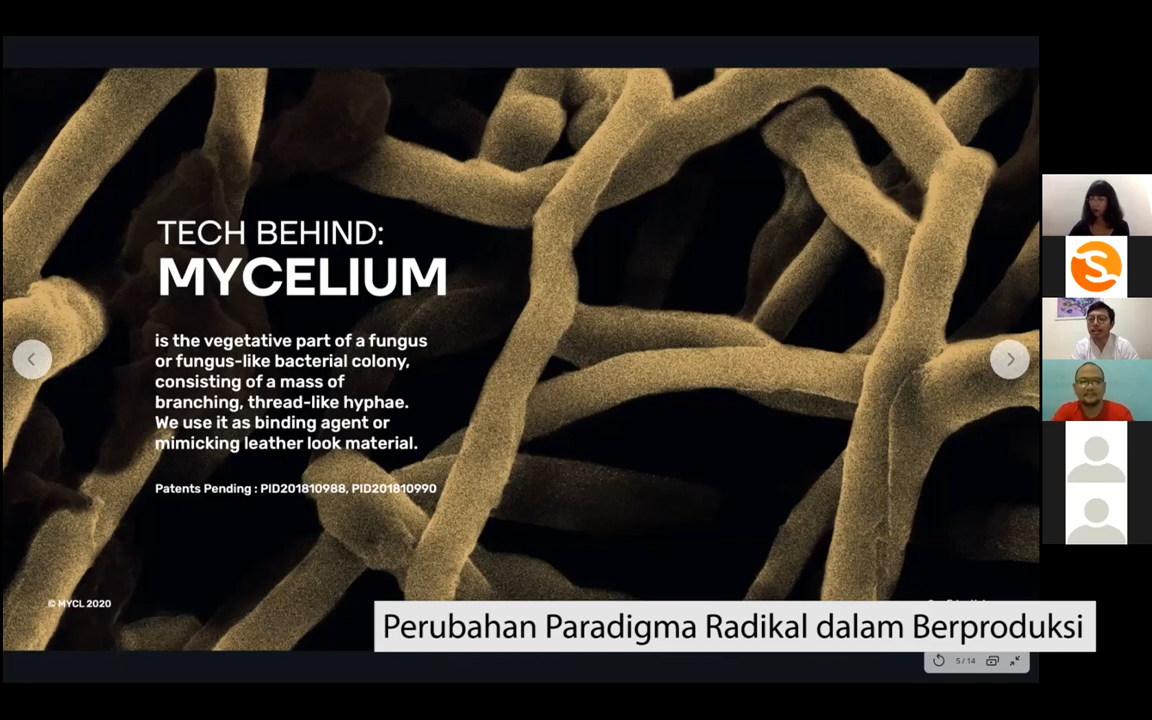 TECH BEHIND:
MYCELIUM
is the vegetative part of a fungus
or fungus-like bacterial colony,
consisting of a mass of
branching, thread-like hyphae.
We use it as binding agent or
mimicking leather look material.
Patents Pending : PID201810988, PID201810990
© MYCL 2020
Perubahan Paradigma Radikal dalam Berproduksi
5 / 14